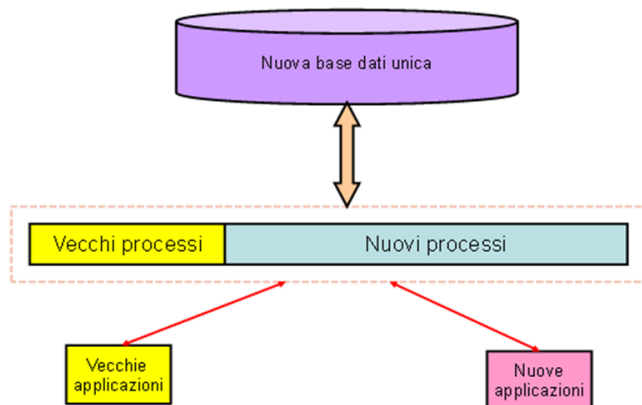 Nuova base dati unica
Vecchi processi
Nuovi processi
Vecchie
applicazioni
Nuove
applicazioni